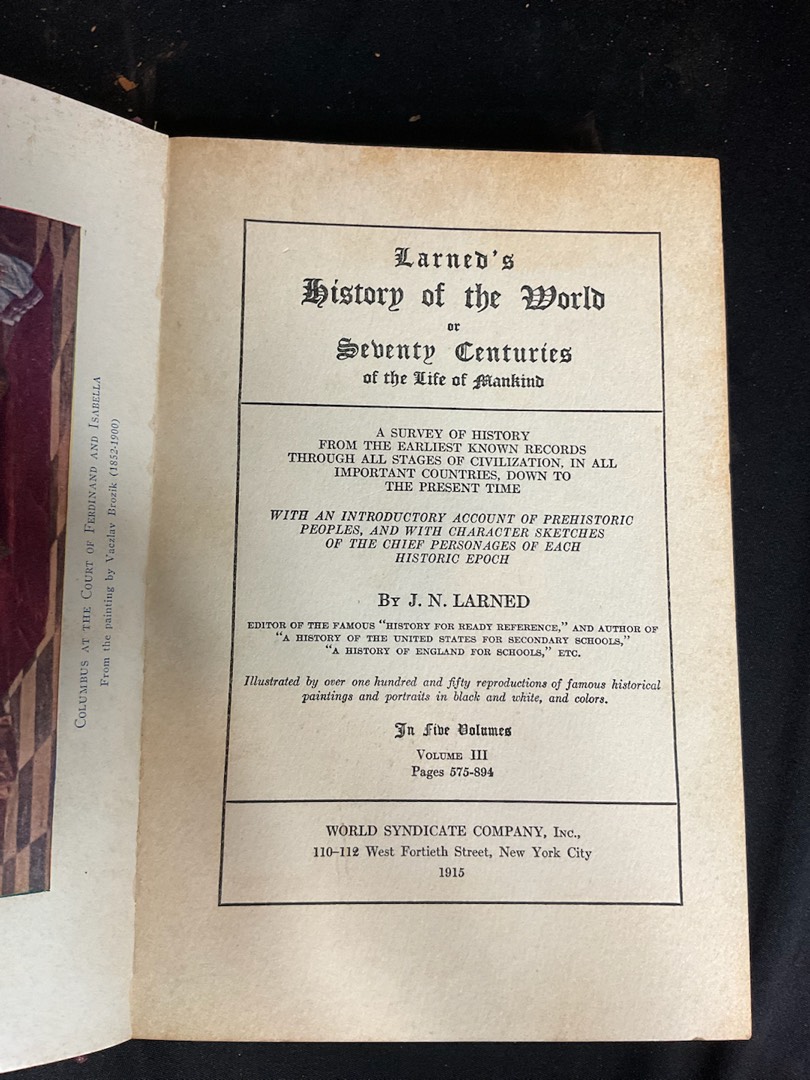 COLUMBUS AT THE COURT OF FERDINAND AND ISABELLA
From the painting by Vaczlav Brozik (1852-1900)
Larned's
History of the World
or
Seventy Centuries
of the Life of Mankind
A SURVEY OF HISTORY
FROM THE EARLIEST KNOWN RECORDS
THROUGH ALL STAGES OF CIVILIZATION, IN ALL
IMPORTANT COUNTRIES, DOWN TO
THE PRESENT TIME
WITH AN INTRODUCTORY ACCOUNT OF PREHISTORIC
PEOPLES, AND WITH CHARACTER SKETCHES
OF THE CHIEF PERSONAGES OF EACH
HISTORIC EPOCH
BY J. N. LARNED
EDITOR OF THE FAMOUS "HISTORY FOR READY REFERENCE," AND AUTHOR OF
"A HISTORY OF THE UNITED STATES FOR SECONDARY SCHOOLS,"
"A HISTORY OF ENGLAND FOR SCHOOLS," ETC.
Illustrated by over one hundred and fifty reproductions of famous historical
paintings and portraits in black and white, and colors.
In Five Volumes
VOLUME III
Pages 575-894
WORLD SYNDICATE COMPANY, INC.,
110-112 West Fortieth Street, New York City
1915